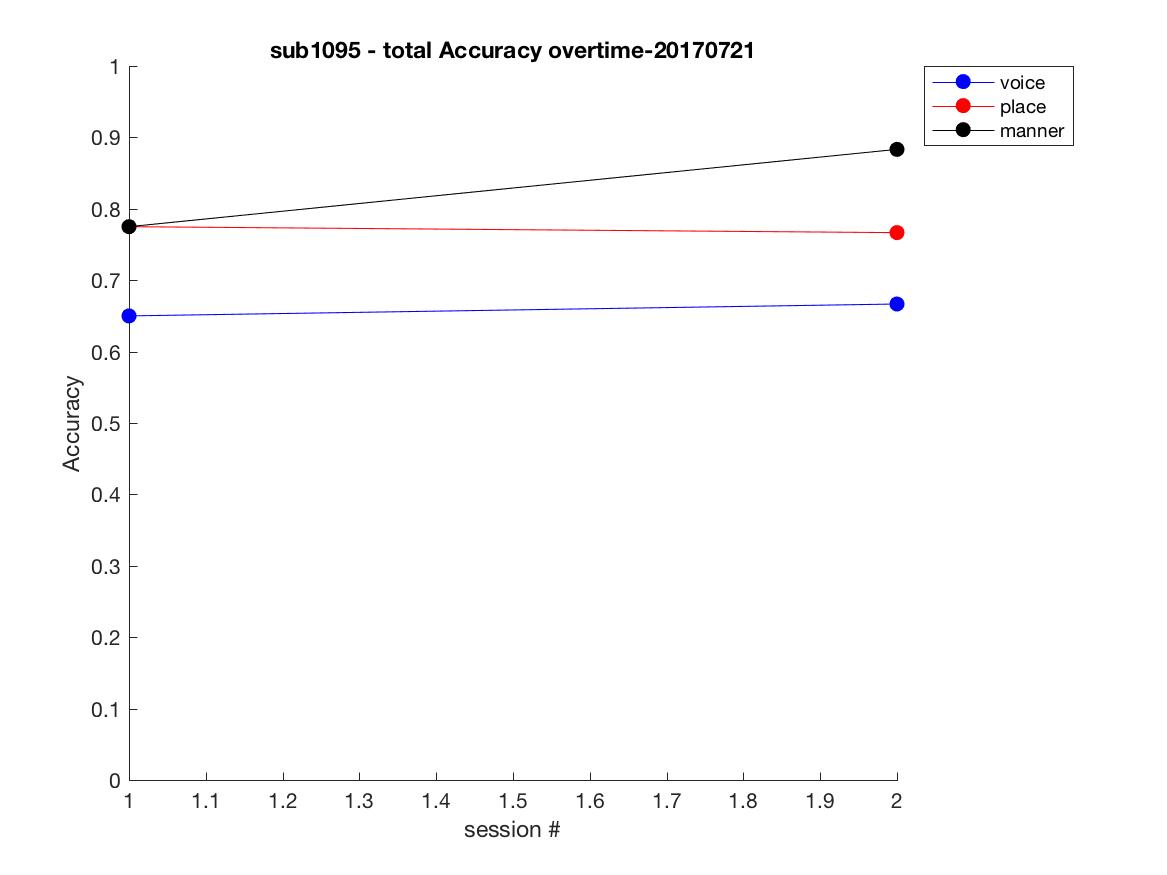 sub1095 - total Accuracy overtime-20170721
voice
place
manner
1
0.9
0.8
0.7
0.6
0.5
0.4
0.3
0.2
0.1
0
Accuracy
1 1.1 1.2 1.3 1.4 1.5 1.6 1.7 1.8 1.9 2
session #